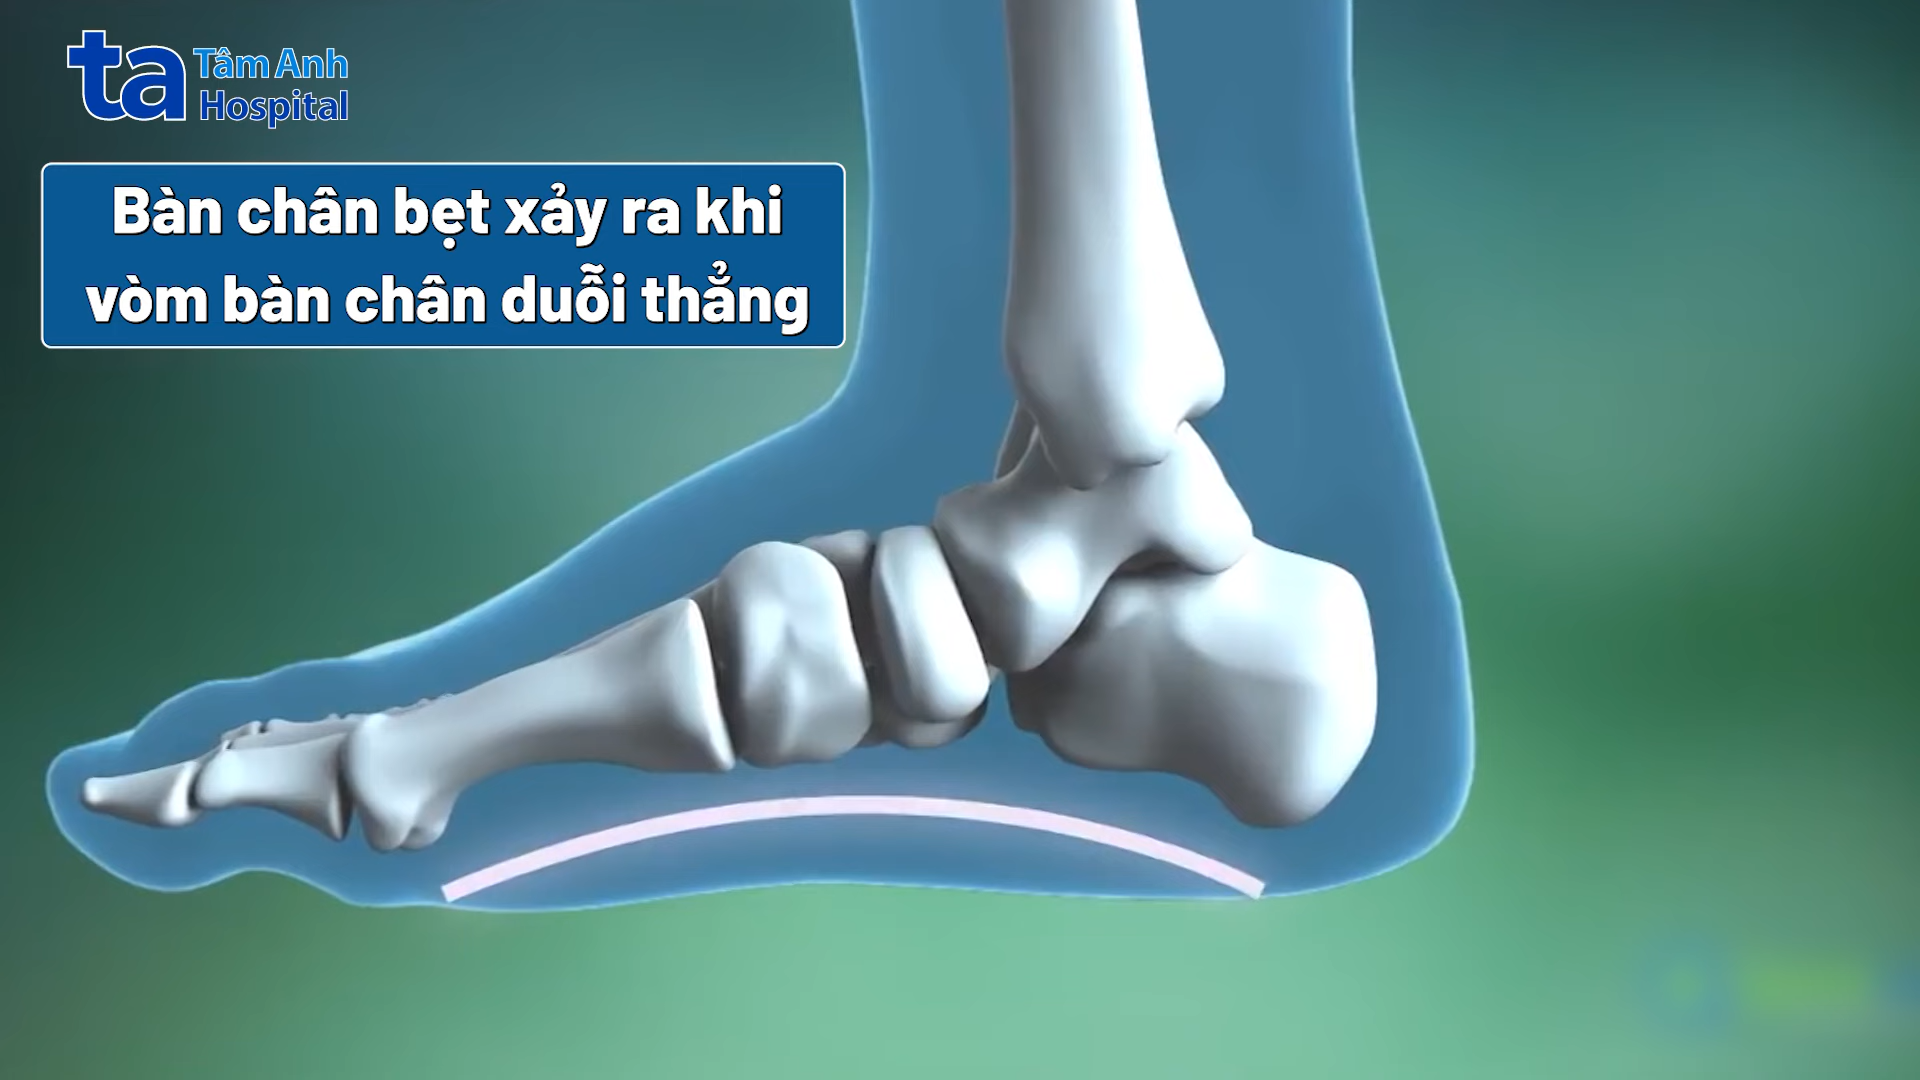 ta
Tâm Anh
Hospital
Bàn chân bẹt xảy ra khi
vòm bàn chân duỗi thẳng